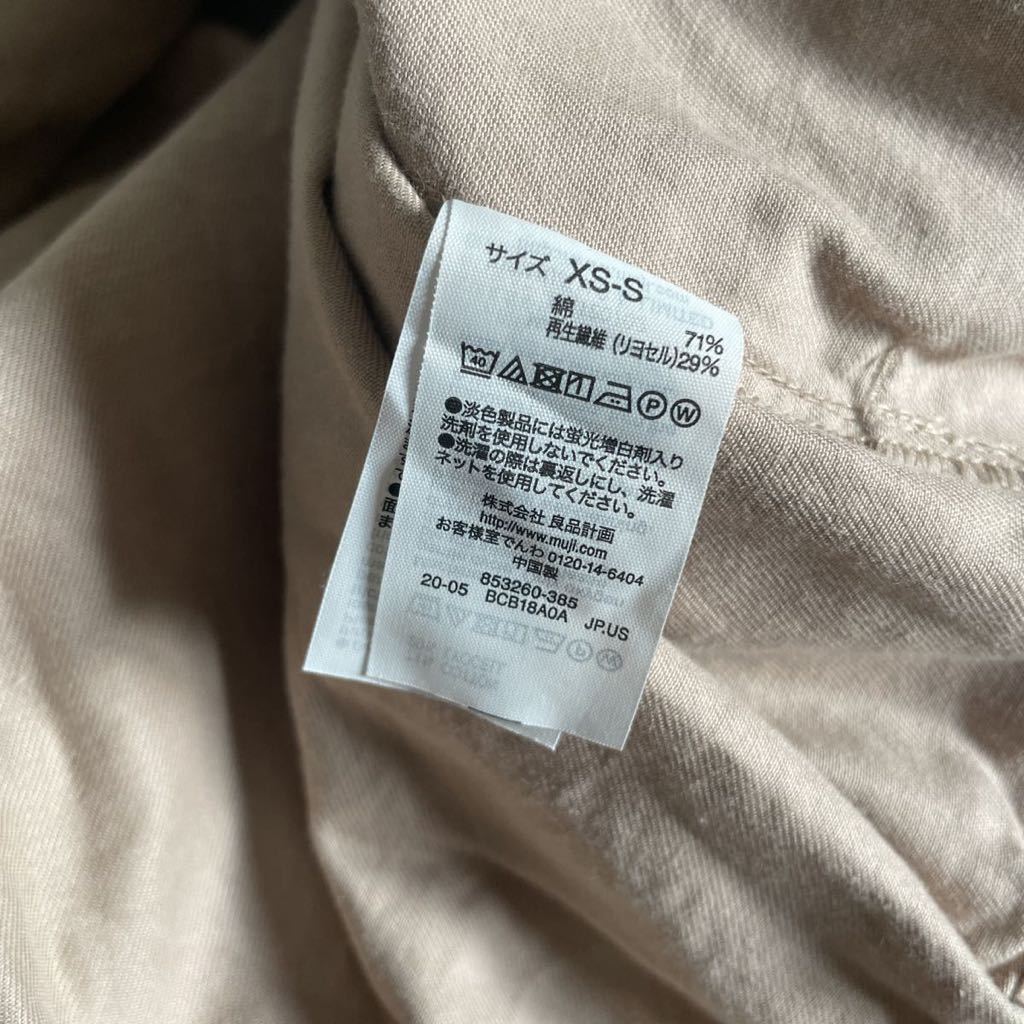 サイズ XS-S
綿 71%
再生繊維 (リヨセル)29%
40 P W
●淡色製品には蛍光増白剤入り
洗剤を使用しないでください。
●洗濯の際は裏返しにし、洗濯
ネットを使用してください。
株式会社 良品計画
http://www.muji.com
お客様室でんわ 0120-14-6404
中国製
853260-385
20-05 BCB18A0A JP.US